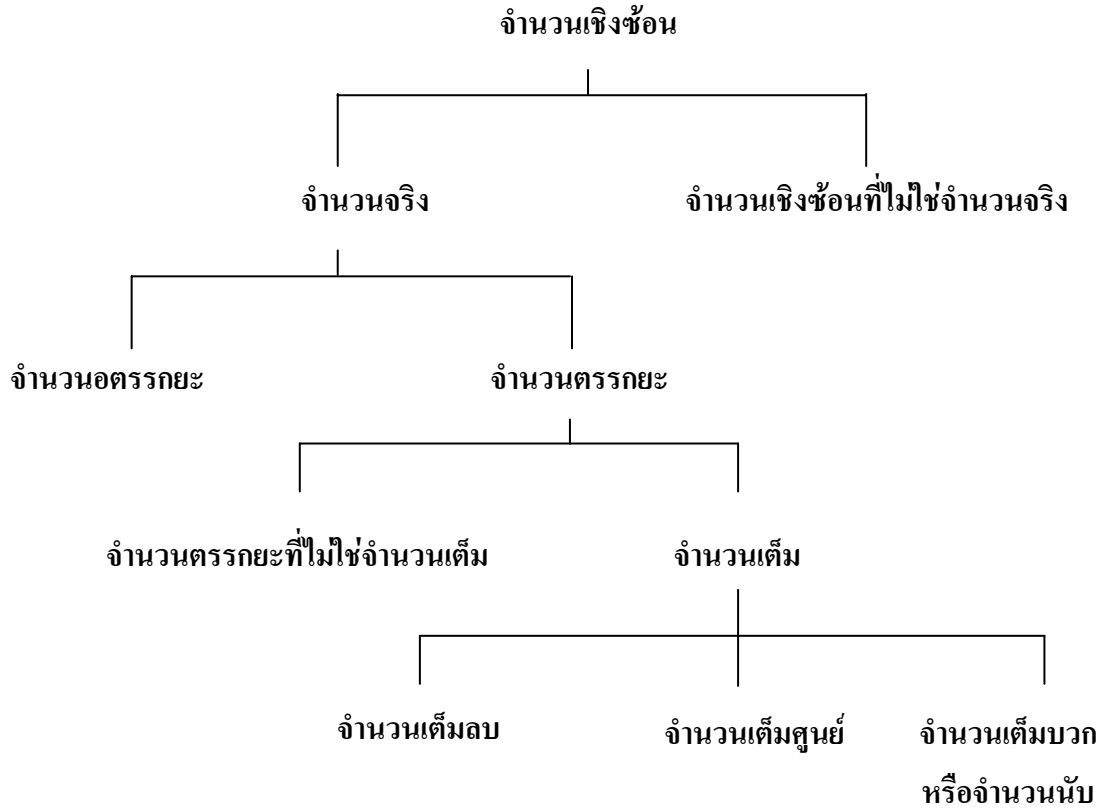 จำนวนเชิงซ้อน
จำนวนจริง
จำนวนเชิงซ้อนที่ไม่ใช่จำนวนจริง
จำนวนอตรรกยะ
จำนวนตรรกยะ
จำนวนตรรกยะที่ไม่ใช่จำนวนเต็ม
จำนวนเต็ม
จำนวนเต็มลบ
จำนวนเต็มศูนย์
จำนวนเต็มบวก
หรือจำนวนนับ